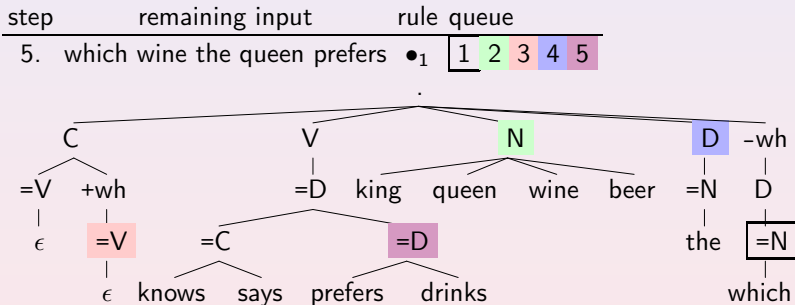 step remaining input rule queue
5. which wine the queen prefers •₁ 1 2 3 4 5
.
C V N D -wh
=V +wh =D king queen wine beer =N D
ϵ =V =C =D the =N
ϵ knows says prefers drinks which